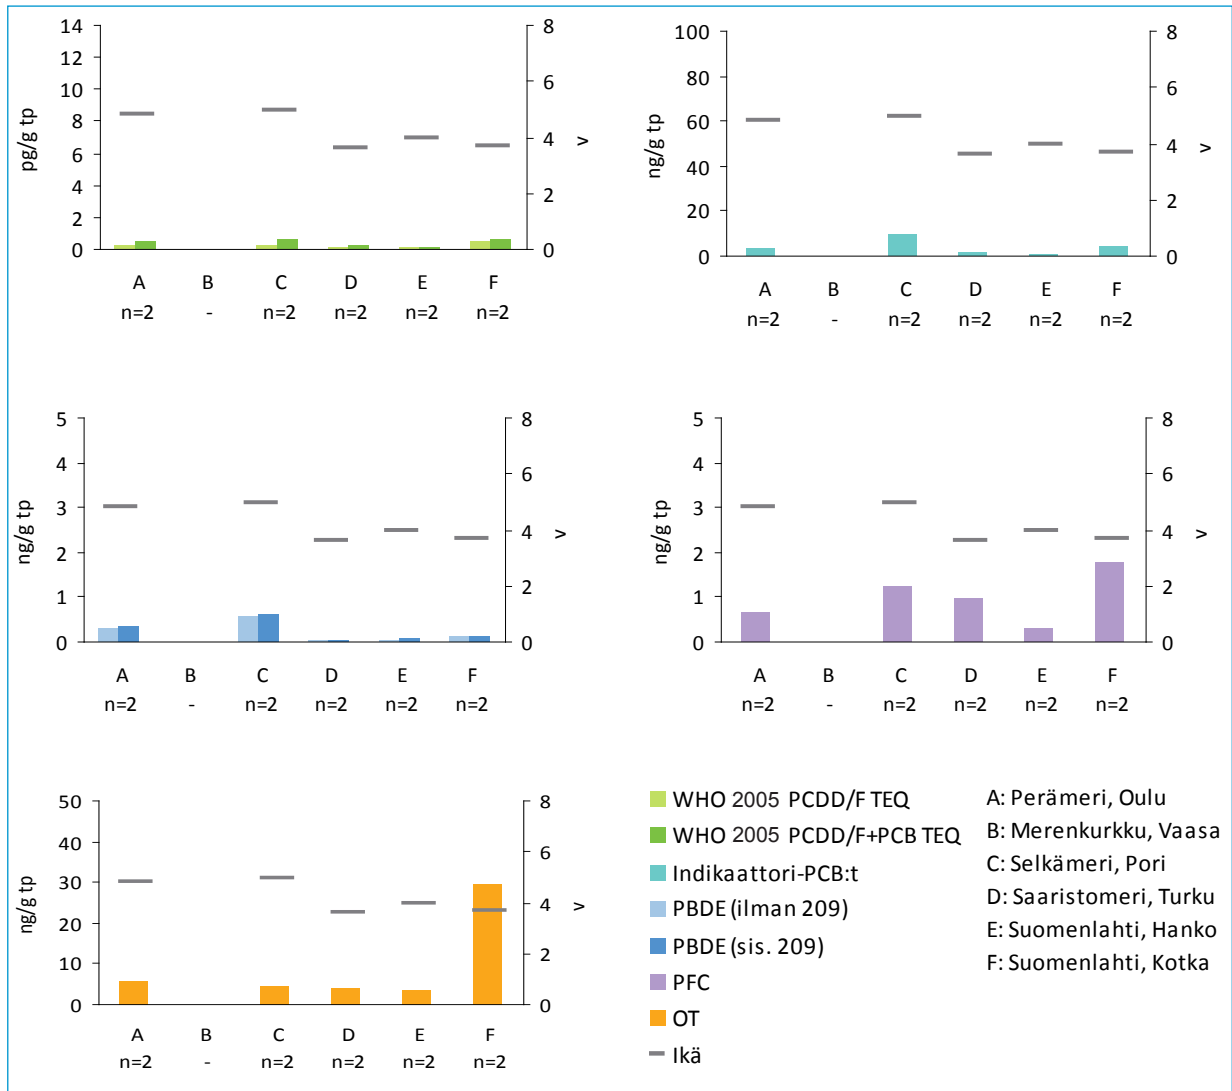 14
12
10
8
6
4
2
0
pg/g tp
8
6
4
2
0
v
A B C D E F
n=2 - n=2 n=2 n=2 n=2
100
80
60
40
20
0
ng/g tp
8
6
4
2
0
v
A B C D E F
n=2 - n=2 n=2 n=2 n=2
5
4
3
2
1
0
ng/g tp
8
6
4
2
0
v
A B C D E F
n=2 - n=2 n=2 n=2 n=2
5
4
3
2
1
0
ng/g tp
8
6
4
2
0
v
A B C D E F
n=2 - n=2 n=2 n=2 n=2
50
40
30
20
10
0
ng/g tp
8
6
4
2
0
v
A B C D E F
n=2 - n=2 n=2 n=2 n=2
WHO 2005 PCDD/F TEQ
WHO 2005 PCDD/F+PCB TEQ
Indikaattori-PCB:t
PBDE (ilman 209)
PBDE (sis. 209)
PFC
OT
Ikä
A: Perämeri, Oulu
B: Merenkurkku, Vaasa
C: Selkämeri, Pori
D: Saaristomeri, Turku
E: Suomenlahti, Hanko
F: Suomenlahti, Kotka